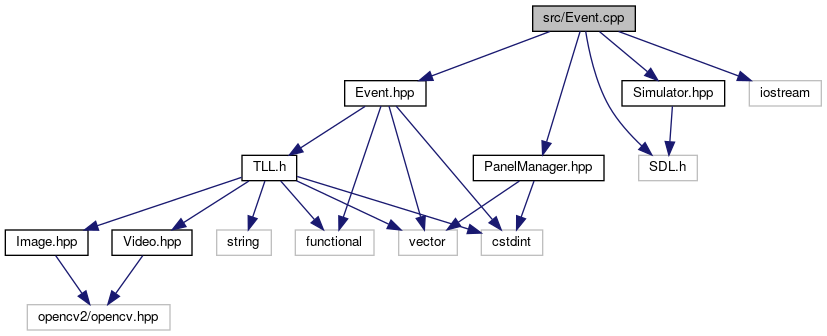 src/Event.cpp
Event.hpp
Simulator.hpp
iostream
TLL.h
PanelManager.hpp
SDL.h
Image.hpp
Video.hpp
string
functional
vector
cstdint
opencv2/opencv.hpp